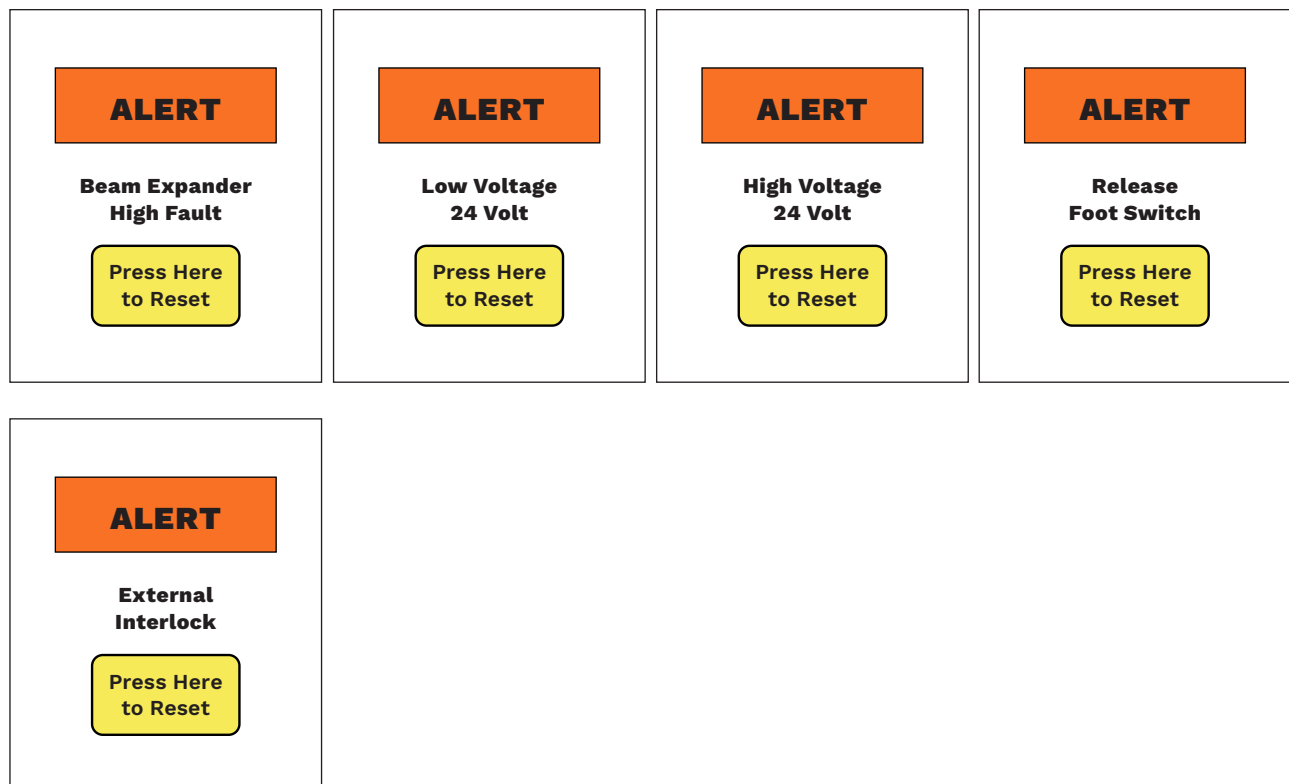 ALERT
Beam Expander
High Fault
Press Here
to Reset
ALERT
Low Voltage
24 Volt
Press Here
to Reset
ALERT
High Voltage
24 Volt
Press Here
to Reset
ALERT
Release
Foot Switch
Press Here
to Reset
ALERT
External
Interlock
Press Here
to Reset